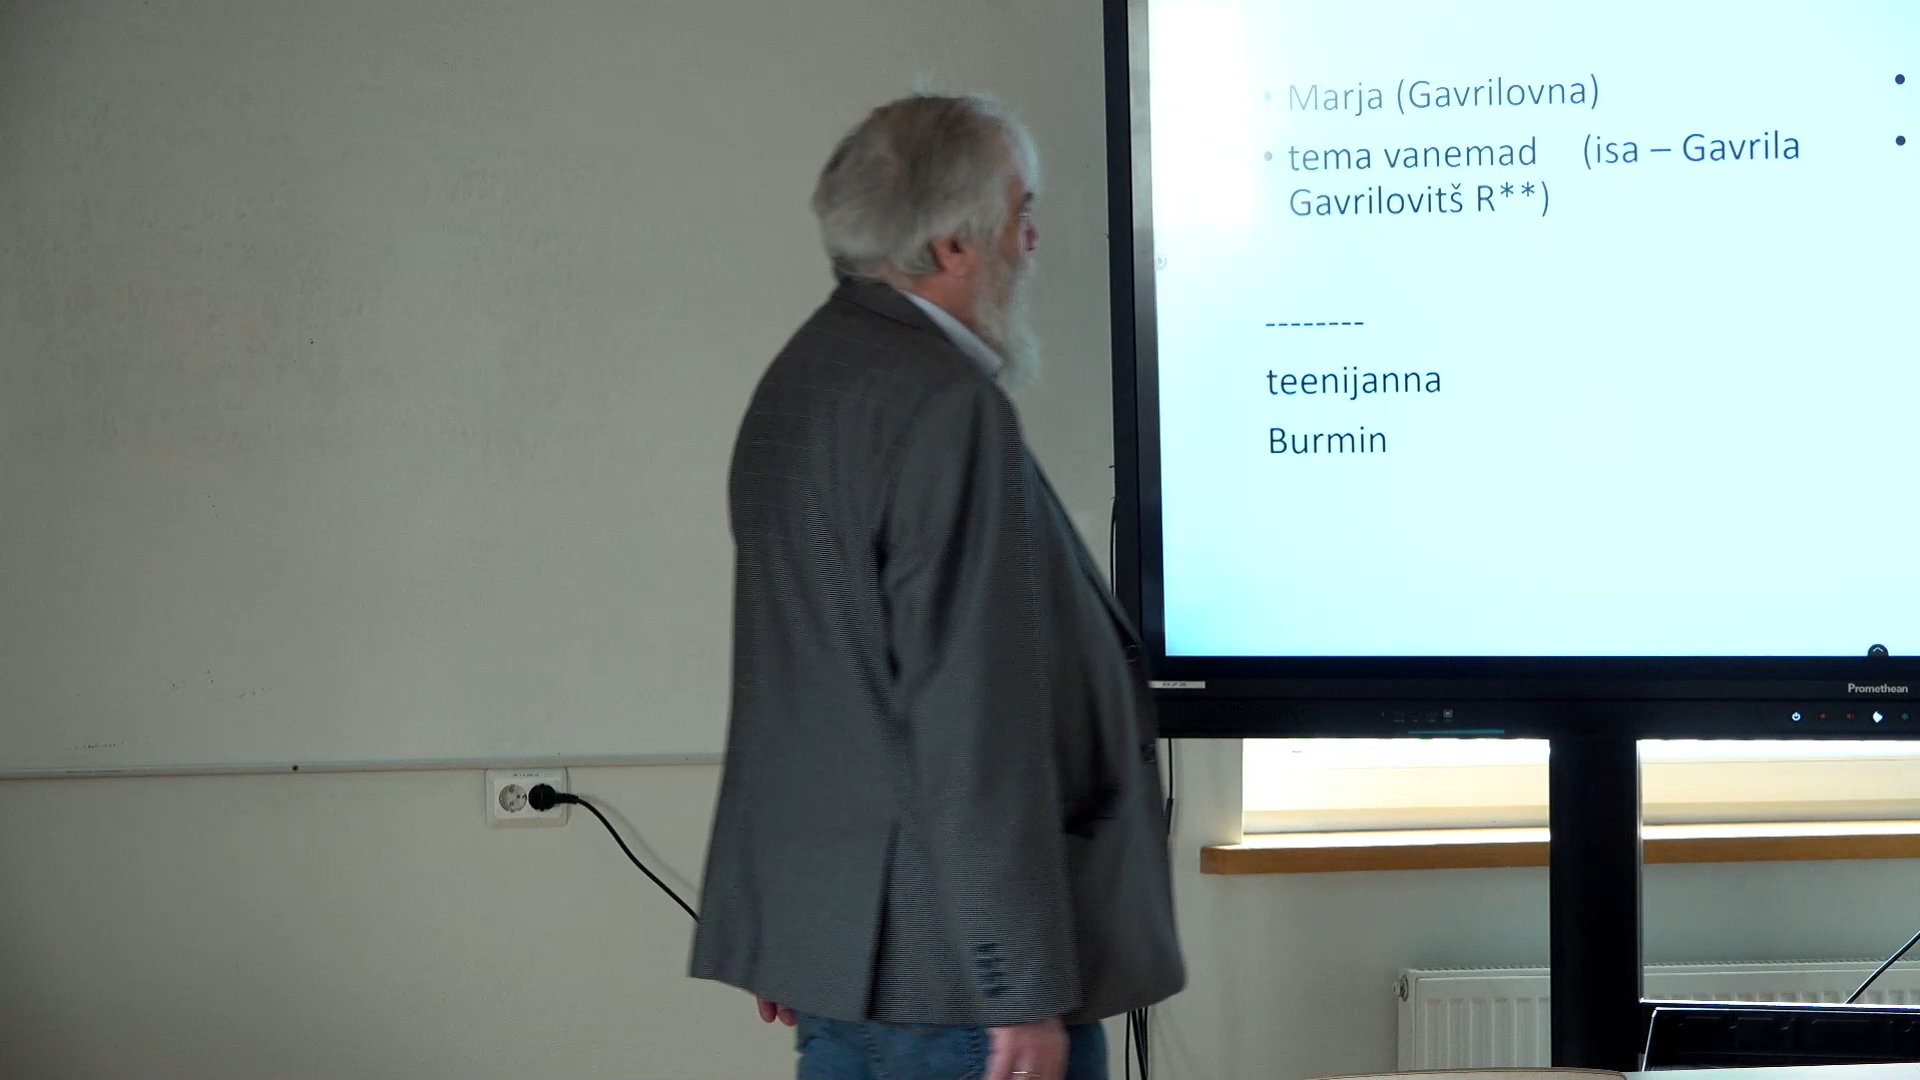 • Marja (Gavrilovna)
• tema vanemad (isa – Gavrila
Gavrilovitš R**)
--------
teenijanna
Burmin
Promethean